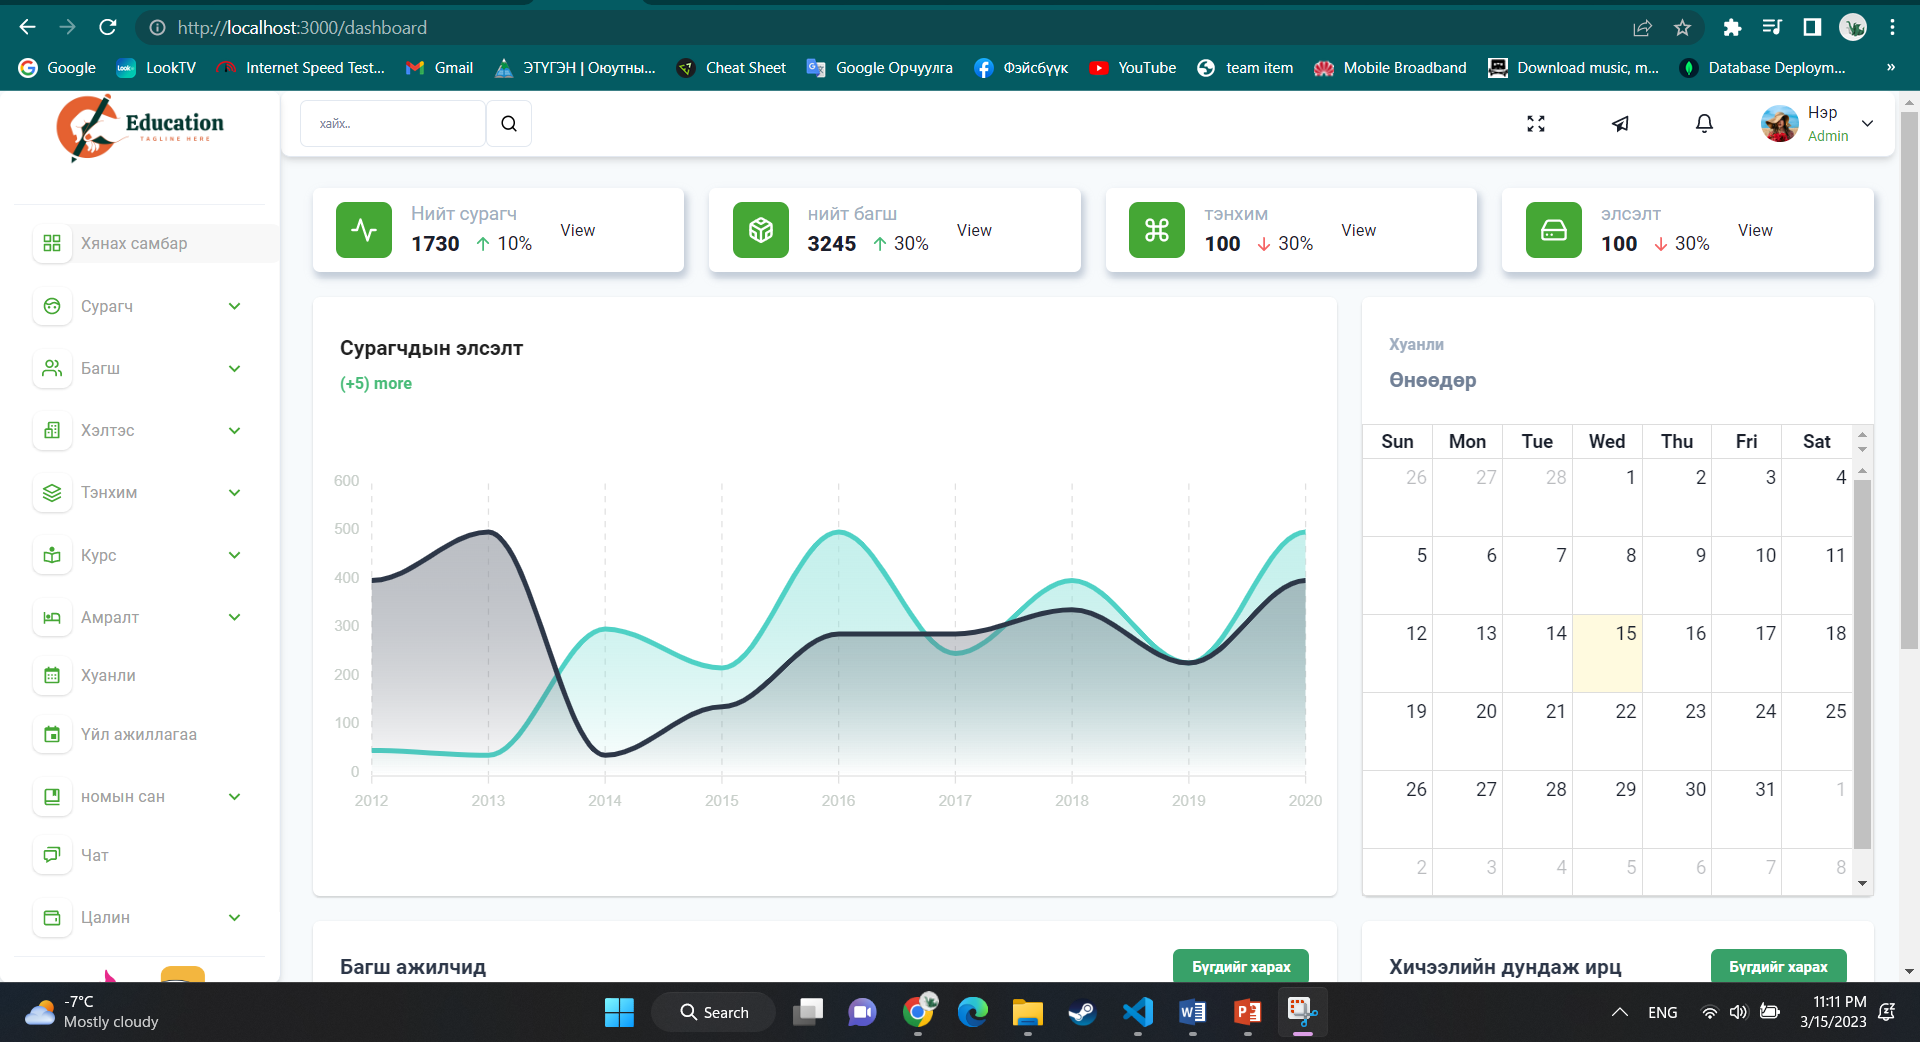 http://localhost:3000/dashboard
Google LookTV Internet Speed Test... Gmail ЭТҮГЭН | Оюутны... Cheat Sheet Google Орчуулга Фэйсбүүк YouTube team item Mobile Broadband Download music, m... Database Deploym... »
Education
TAGLINE HERE
хайх..
Нэр
Admin
Нийт сурагч
1730 10%
View
нийт багш
3245 30%
View
тэнхим
100 30%
View
элсэлт
100 30%
View
Хянах самбар
Сурагч
Багш
Хэлтэс
Тэнхим
Курс
Амралт
Хуанли
Үйл ажиллагаа
номын сан
Чат
Цалин
Сурагчдын элсэлт
(+5) more
600
500
400
300
200
100
0
2012 2013 2014 2015 2016 2017 2018 2019 2020
Хуанли
Өнөөдөр
Sun Mon Tue Wed Thu Fri Sat
26 27 28 1 2 3 4
5 6 7 8 9 10 11
12 13 14 15 16 17 18
19 20 21 22 23 24 25
26 27 28 29 30 31 1
2 3 4 5 6 7 8
Багш ажилчид
Бүгдийг харах
Хичээлийн дундаж ирц
Бүгдийг харах
-7°C
Mostly cloudy
Search
ENG
11:11 PM
3/15/2023